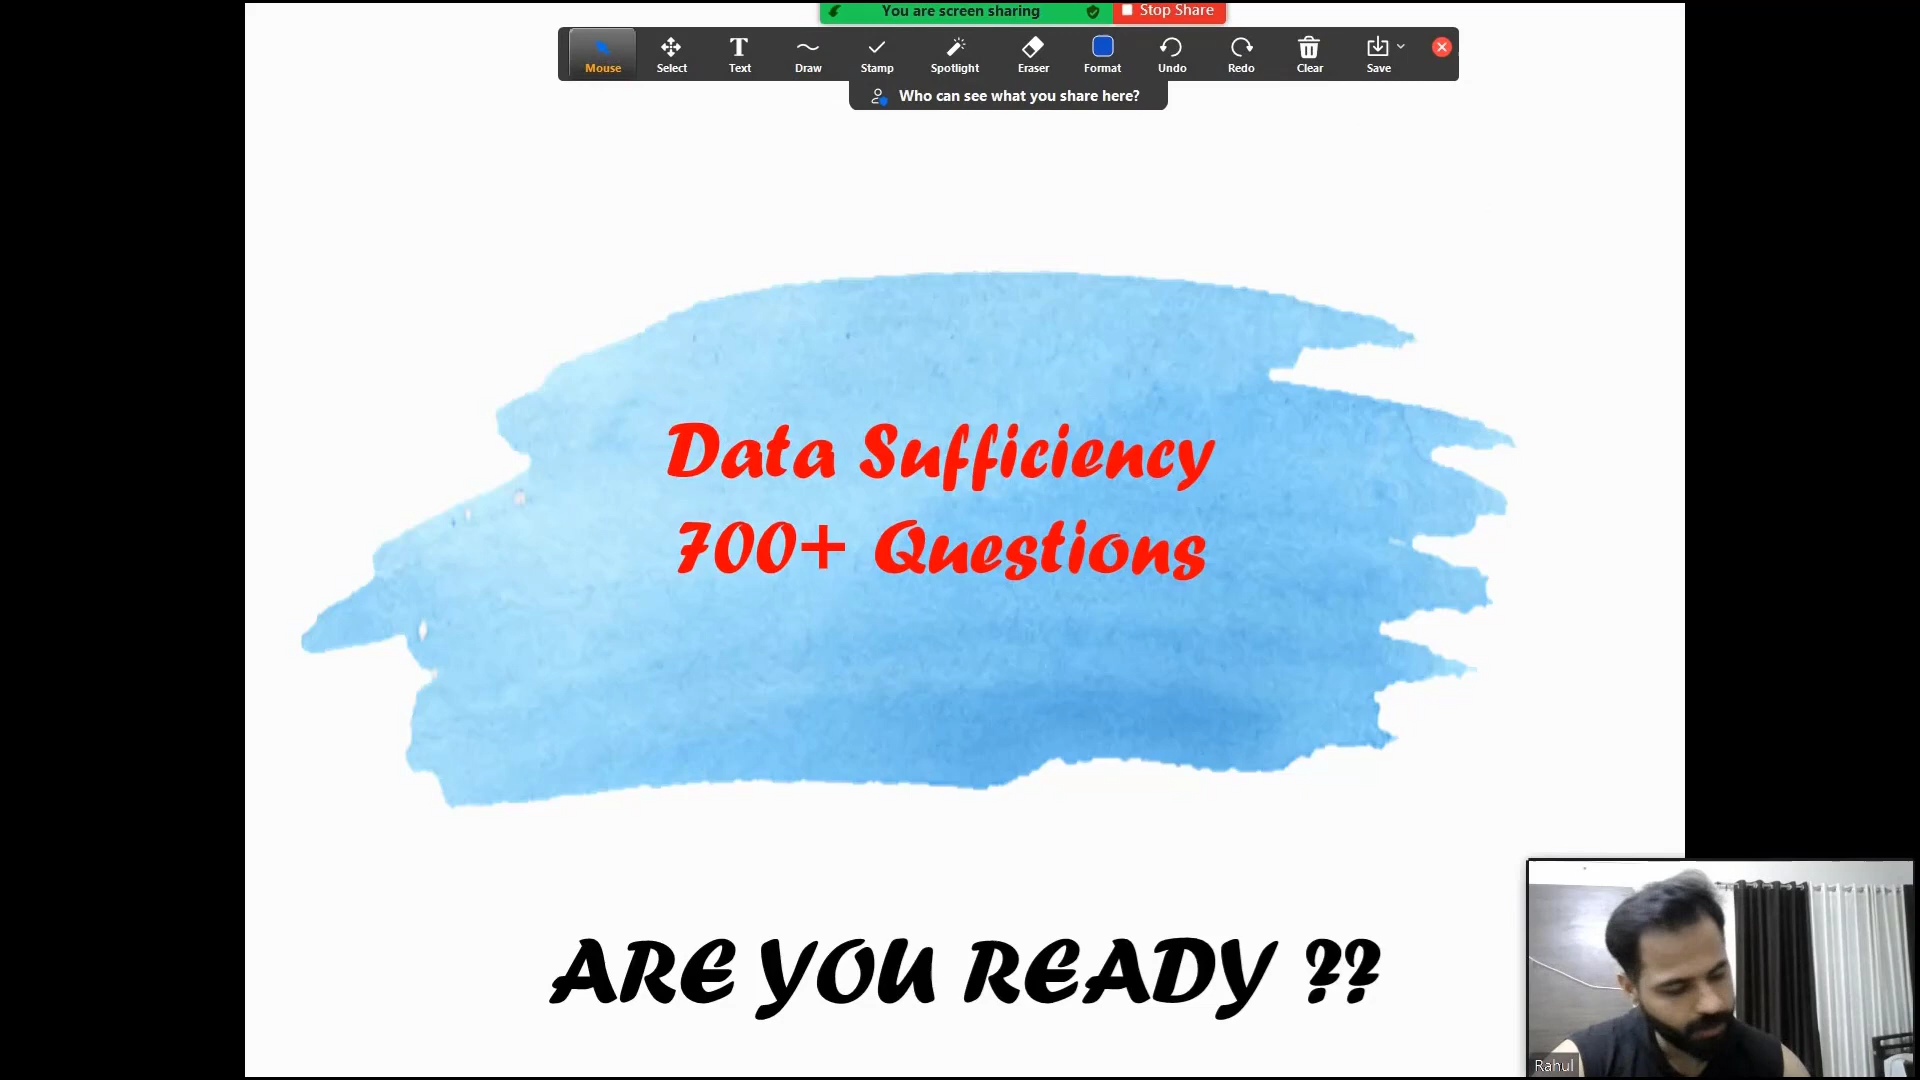 You are screen sharing
Stop Share
Mouse
Select
Text
Draw
Stamp
Spotlight
Eraser
Format
Undo
Redo
Clear
Save
Who can see what you share here?
Data Sufficiency
700+ Questions
ARE YOU READY ??
Rahul